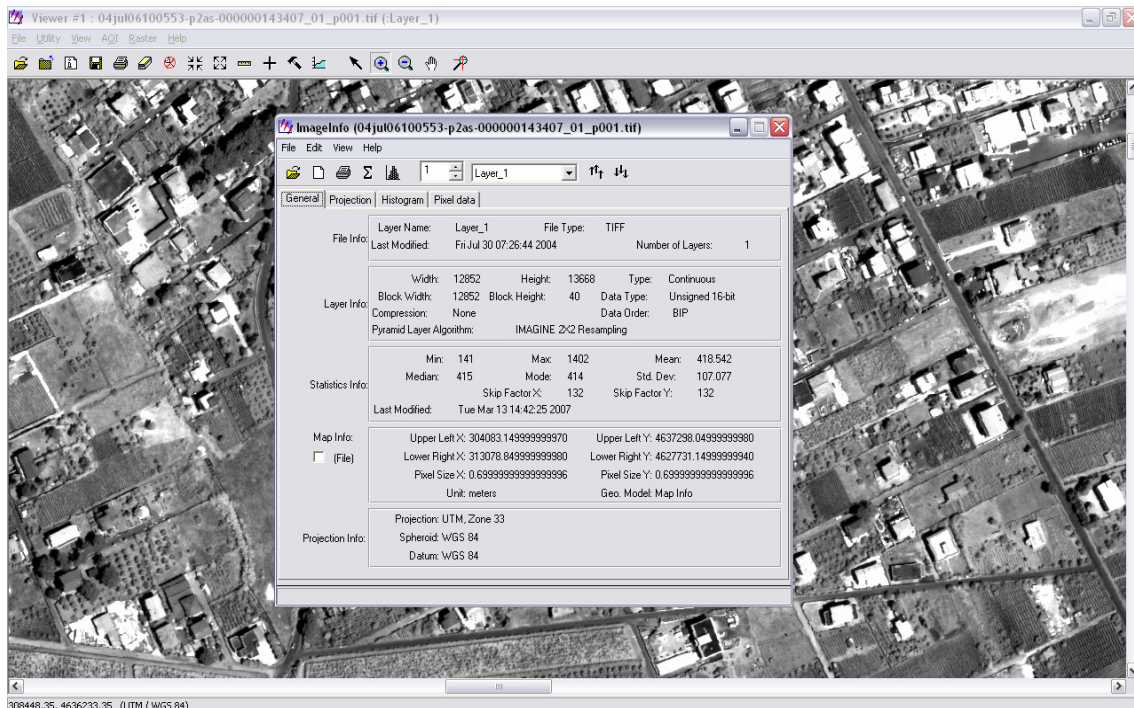 Viewer #1 : 04jul06100553-p2as-000000143407_01_p001.tif (:Layer_1)
File Utility View AOI Raster Help
ImageInfo (04jul06100553-p2as-000000143407_01_p001.tif)
File Edit View Help
1 Layer_1
General Projection Histogram Pixel data
File Info: Layer Name: Layer_1 File Type: TIFF
Last Modified: Fri Jul 30 07:26:44 2004 Number of Layers: 1
Width: 12852 Height: 13668 Type: Continuous
Layer Info: Block Width: 12852 Block Height: 40 Data Type: Unsigned 16-bit
Compression: None Data Order: BIP
Pyramid Layer Algorithm: IMAGINE 2X2 Resampling
Min: 141 Max: 1402 Mean: 418.542
Statistics Info: Median: 415 Mode: 414 Std. Dev: 107.077
Skip Factor X: 132 Skip Factor Y: 132
Last Modified: Tue Mar 13 14:42:25 2007
Map Info: Upper Left X: 304083.149999999970 Upper Left Y: 4637298.04999999980
(File) Lower Right X: 313078.849999999980 Lower Right Y: 4627731.14999999940
Pixel Size X: 0.69999999999999996 Pixel Size Y: 0.69999999999999996
Unit: meters Geo. Model: Map Info
Projection: UTM, Zone 33
Projection Info: Spheroid: WGS 84
Datum: WGS 84
308448.35, 4636233.35 (UTM / WGS 84)